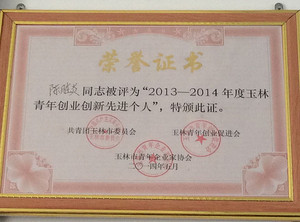 荣誉证书
同志被评为“2013—2014年度玉林
青年创业创新先进个人”，特颁此证。
共青团玉林市委员会 玉林青年创业促进会
玉林市青年企业家协会
二〇一四年五月